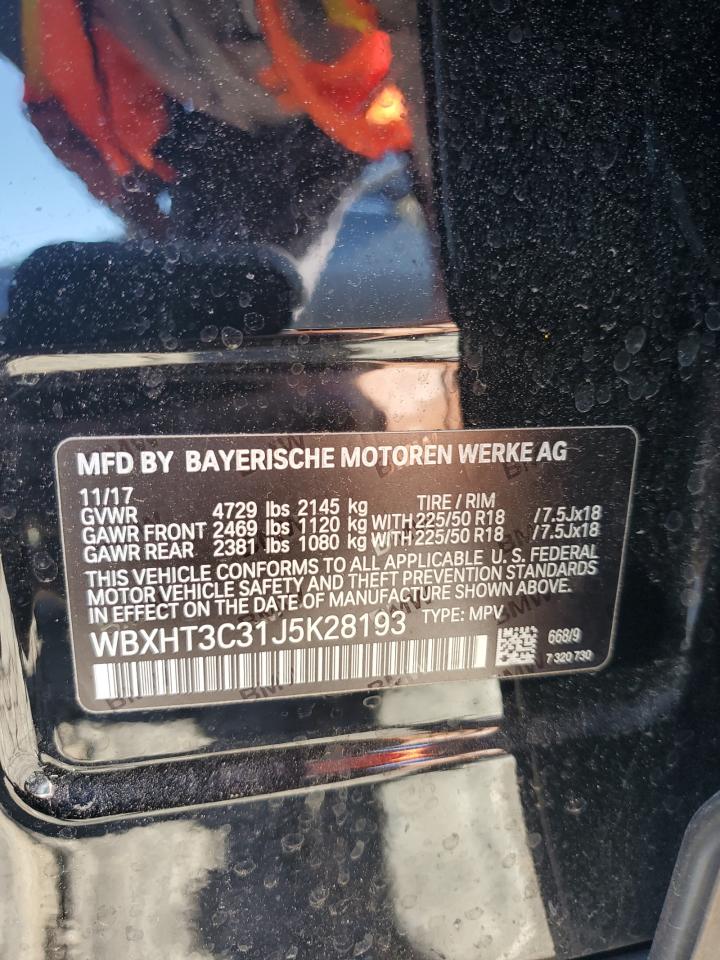 MFD BY BAYERISCHE MOTOREN WERKE AG
11/17 TIRE / RIM
GVWR 4729 lbs 2145 kg
GAWR FRONT 2469 lbs 1120 kg WITH 225/50 R18 / 7.5Jx18
GAWR REAR 2381 lbs 1080 kg WITH 225/50 R18 / 7.5Jx18
THIS VEHICLE CONFORMS TO ALL APPLICABLE U. S. FEDERAL
MOTOR VEHICLE SAFETY AND THEFT PREVENTION STANDARDS
IN EFFECT ON THE DATE OF MANUFACTURE SHOWN ABOVE.
WBXHT3C31J5K28193 TYPE: MPV
668/9
7 320 730